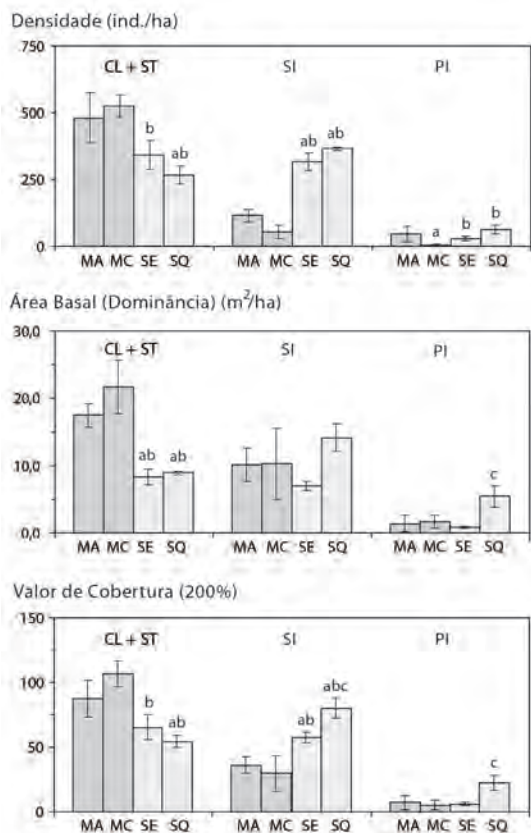 Densidade (ind./ha)
750
CL + ST SI PI
500
b ab ab ab
250
a b b
0
MA MC SE SQ MA MC SE SQ MA MC SE SQ
Área Basal (Dominância) (m²/ha)
30,0
CL + ST SI PI
20,0
10,0
ab ab c
0,0
MA MC SE SQ MA MC SE SQ MA MC SE SQ
Valor de Cobertura (200%)
150
CL + ST SI PI
100
b ab ab abc
50
c
0
MA MC SE SQ MA MC SE SQ MA MC SE SQ